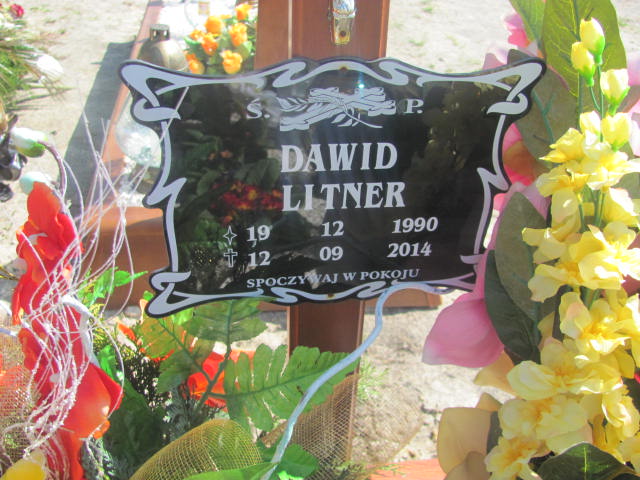 Ś. P.
DAWID
LITNER
19 12 1990
12 09 2014
SPOCZYWAJ W POKOJU